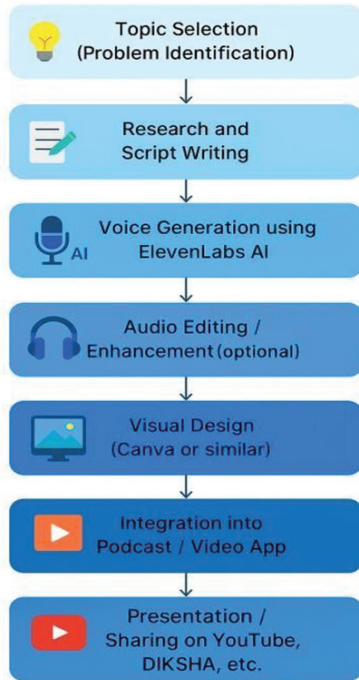 Topic Selection
(Problem Identification)
Research and
Script Writing
AI
Voice Generation using
ElevenLabs AI
Audio Editing /
Enhancement (optional)
Visual Design
(Canva or similar)
Integration into
Podcast / Video App
Presentation /
Sharing on YouTube,
DIKSHA, etc.